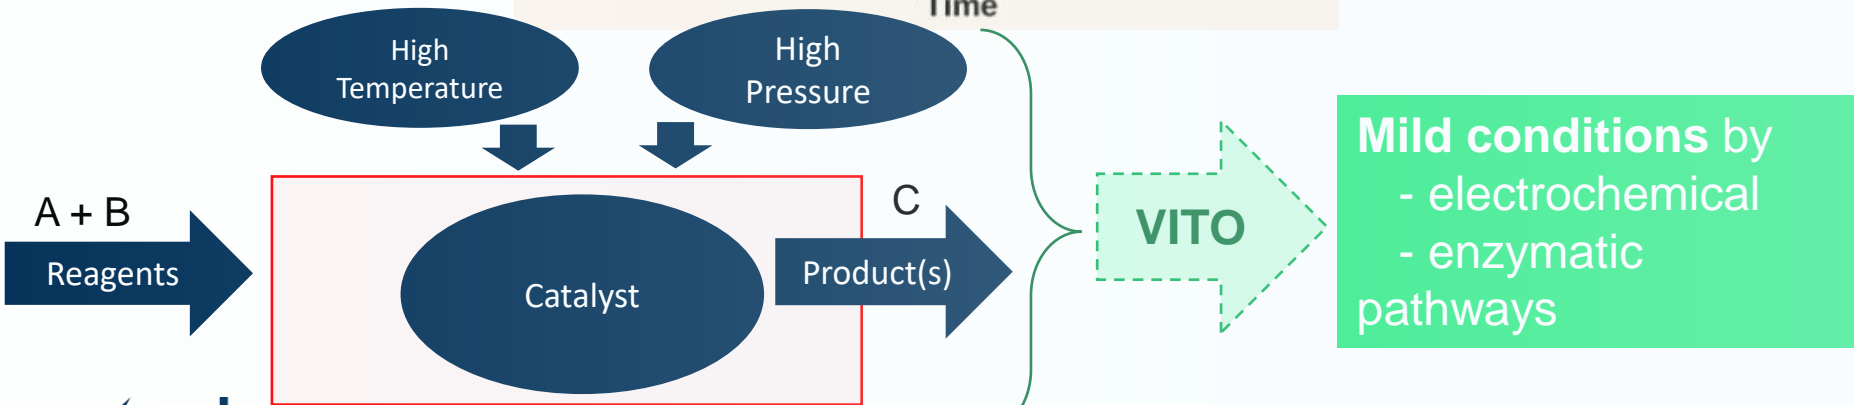 Time
High
Temperature
High
Pressure
A + B
Reagents
Catalyst
C
Product(s)
VITO
Mild conditions by
- electrochemical
- enzymatic
pathways